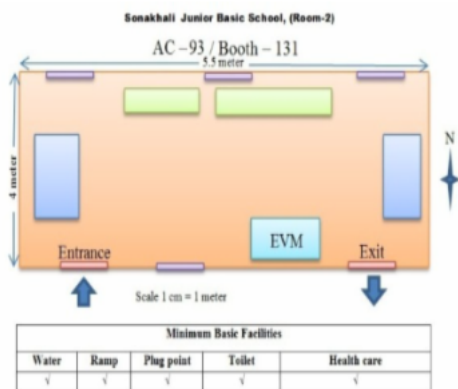 Sonakhali Junior Basic School, (Room-2)
AC – 93 / Booth – 131
5.5 meter
4 meter
N
Entrance
EVM
Exit
Scale 1 cm = 1 meter
Minimum Basic Facilities
Water Ramp Plug point Toilet Health care
√ √ √ √ √